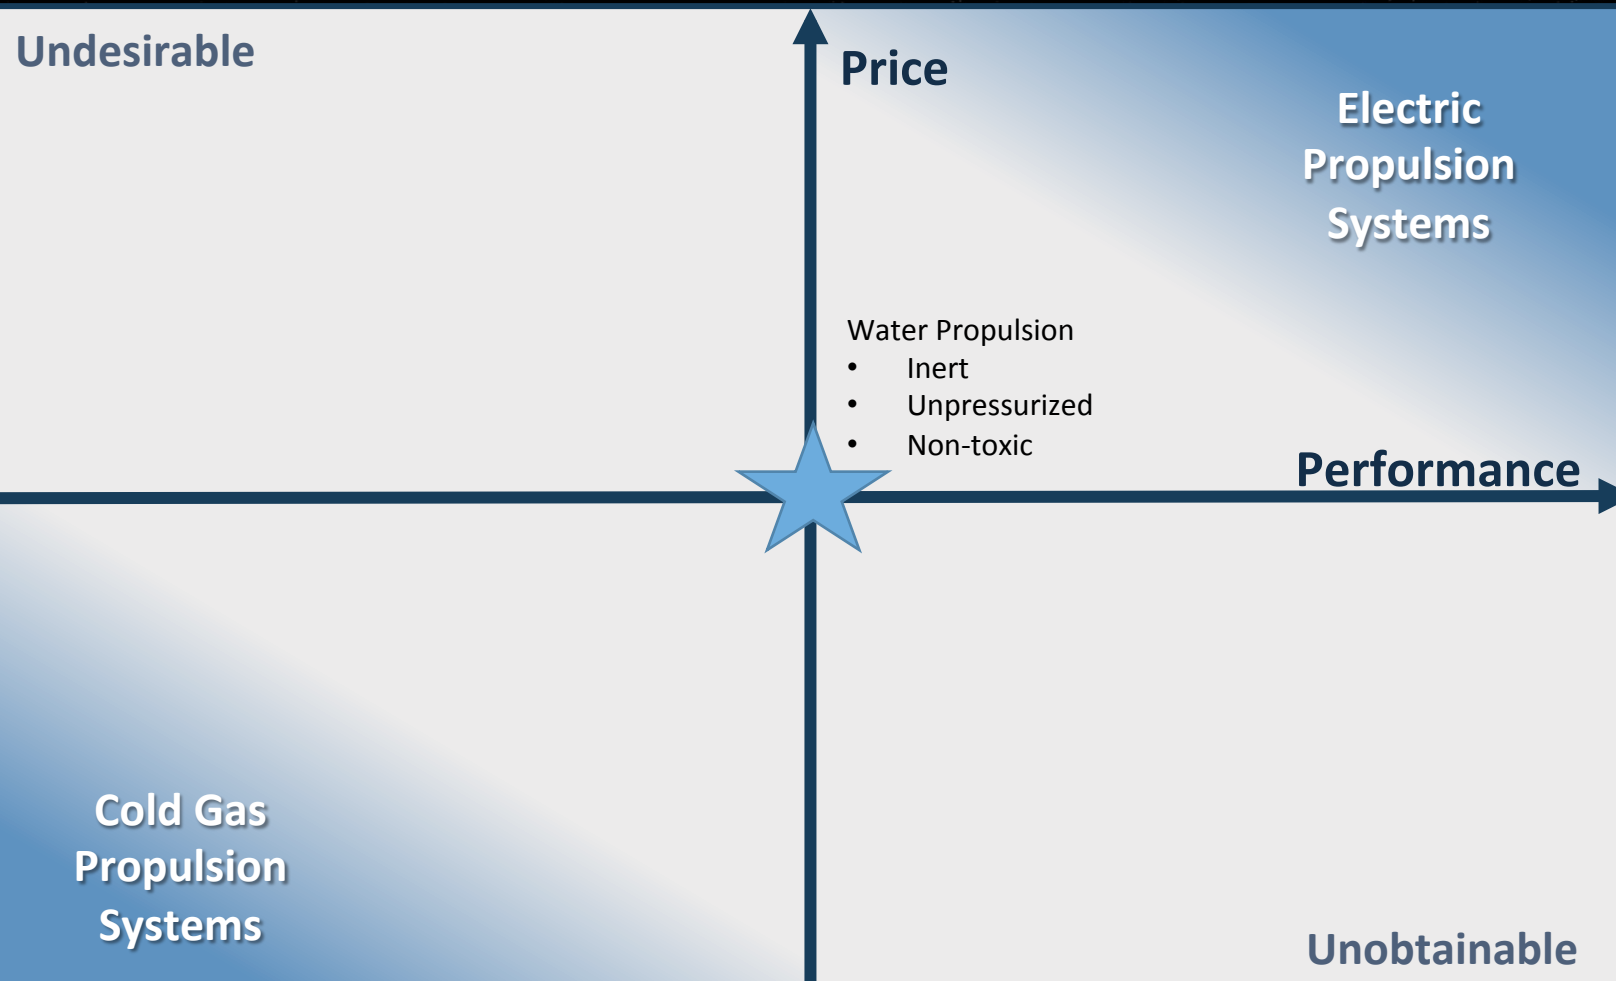 Undesirable
Price
Electric
Propulsion
Systems
Water Propulsion
• Inert
• Unpressurized
• Non-toxic
Performance
Cold Gas
Propulsion
Systems
Unobtainable